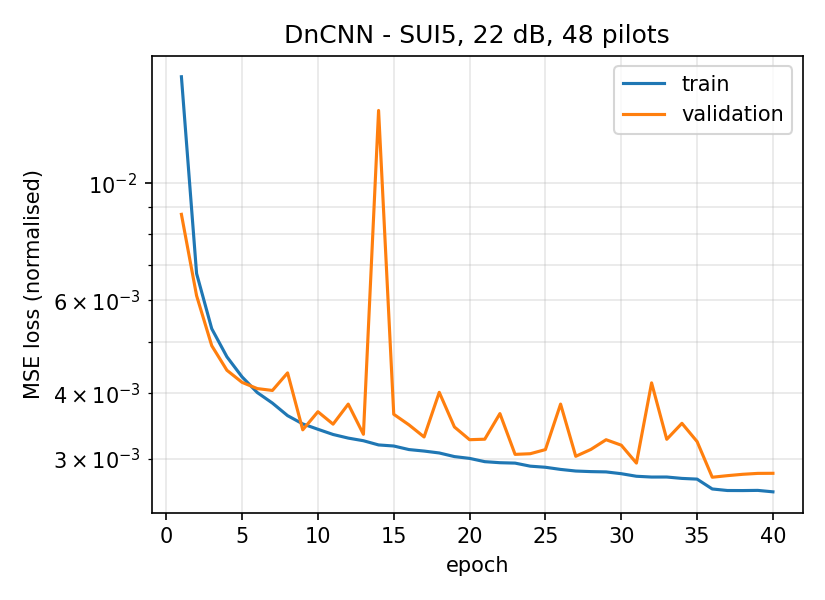 DnCNN - SUI5, 22 dB, 48 pilots
train
validation
MSE loss (normalised)
10⁻²
6 × 10⁻³
4 × 10⁻³
3 × 10⁻³
0 5 10 15 20 25 30 35 40
epoch